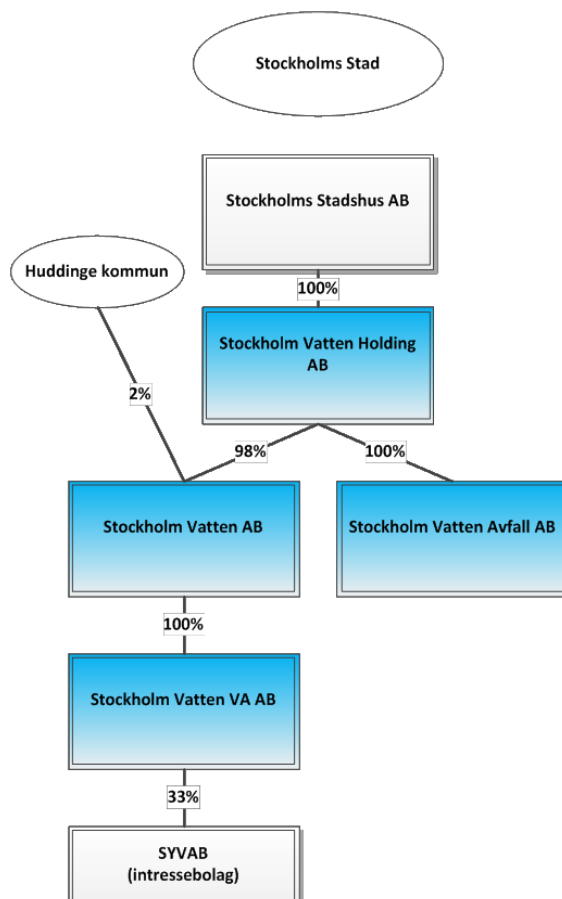 Stockholms Stad
Stockholms Stadshus AB
Huddinge kommun
100%
Stockholm Vatten Holding
AB
2%
98%
100%
Stockholm Vatten AB
Stockholm Vatten Avfall AB
100%
Stockholm Vatten VA AB
33%
SYVAB
(intressebolag)